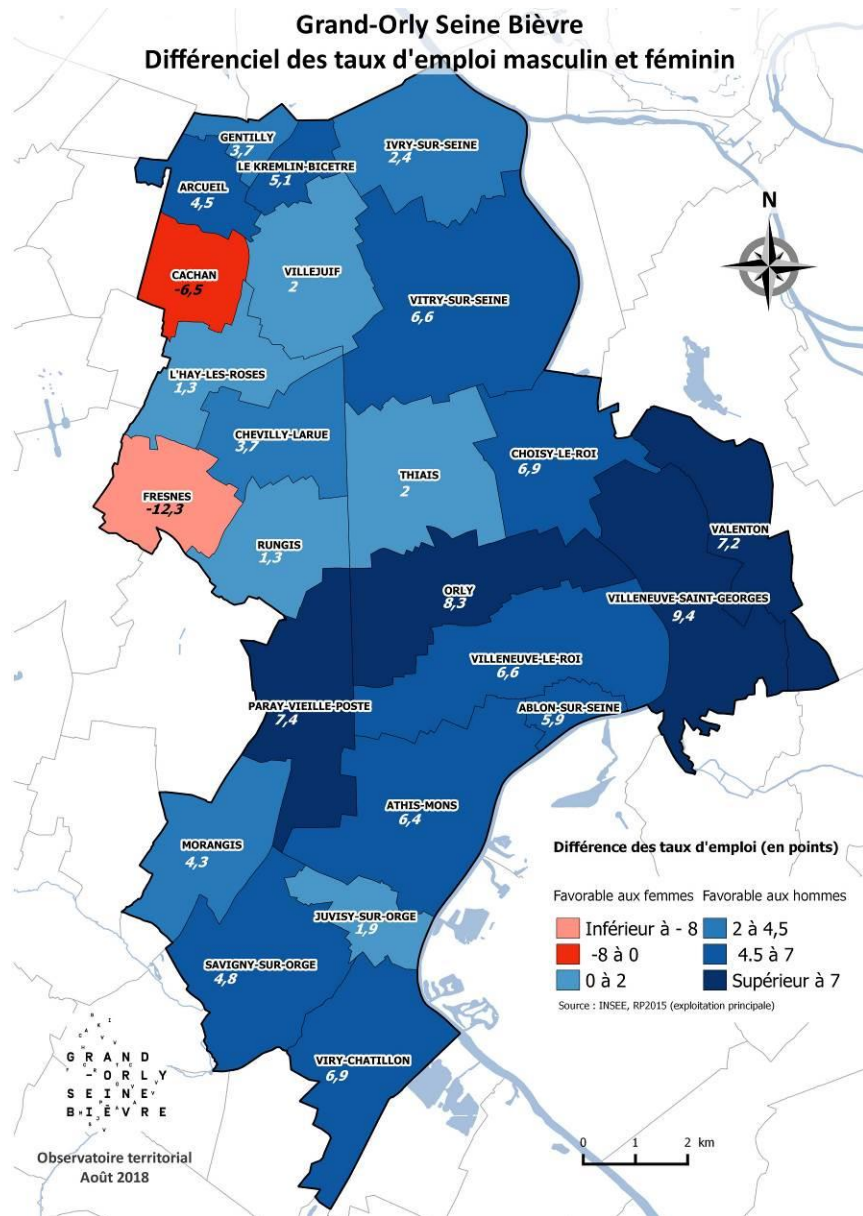 Grand-Orly Seine Bièvre
Différenciel des taux d'emploi masculin et féminin
GENTILLY
3,7
IVRY-SUR-SEINE
2,4
LE KREMLIN-BICETRE
5,1
ARCUEIL
4,5
N
CACHAN
-6,5
VILLEJUIF
2
VITRY-SUR-SEINE
6,6
L'HAY-LES-ROSES
1,3
CHEVILLY-LARUE
3,7
THIAIS
2
CHOISY-LE-ROI
6,9
FRESNES
-12,3
RUNGIS
1,3
VALENTON
7,2
ORLY
8,3
VILLENEUVE-SAINT-GEORGES
9,4
VILLENEUVE-LE-ROI
6,6
PARAY-VIEILLE-POSTE
7,4
ABLON-SUR-SEINE
5,9
ATHIS-MONS
6,4
MORANGIS
4,3
JUVISY-SUR-ORGE
1,9
SAVIGNY-SUR-ORGE
4,8
VIRY-CHATILLON
6,9
Différence des taux d'emploi (en points)
Favorable aux femmes Favorable aux hommes
Inférieur à - 8 2 à 4,5
-8 à 0 4.5 à 7
0 à 2 Supérieur à 7
Source : INSEE, RP2015 (exploitation principale)
GRAND
-ORLY
SEINE
BIÈVRE
Observatoire territorial
Août 2018
0 1 2 km